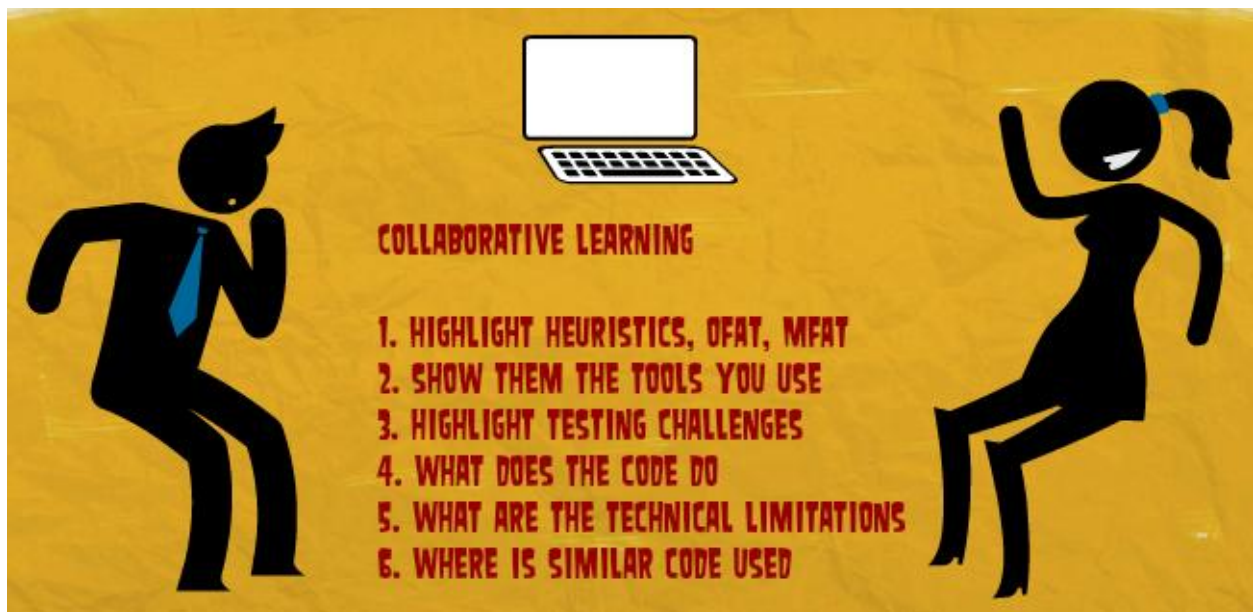 COLLABORATIVE LEARNING
1. HIGHLIGHT HEURISTICS, OFAT, MFAT
2. SHOW THEM THE TOOLS YOU USE
3. HIGHLIGHT TESTING CHALLENGES
4. WHAT DOES THE CODE DO
5. WHAT ARE THE TECHNICAL LIMITATIONS
6. WHERE IS SIMILAR CODE USED